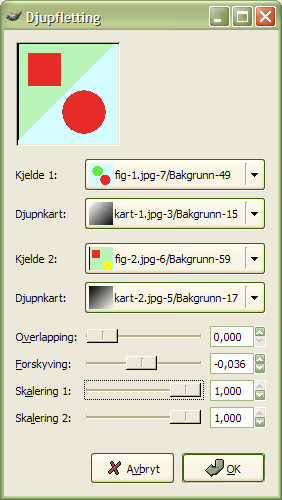 Djupfletting
Kjelde 1: fig-1.jpg-7/Bakgrunn-49
Djupnkart: kart-1.jpg-3/Bakgrunn-15
Kjelde 2: fig-2.jpg-6/Bakgrunn-59
Djupnkart: kart-2.jpg-5/Bakgrunn-17
Overlapping: 0,000
Forskyving: -0,036
Skalering 1: 1,000
Skalering 2: 1,000
Avbryt OK